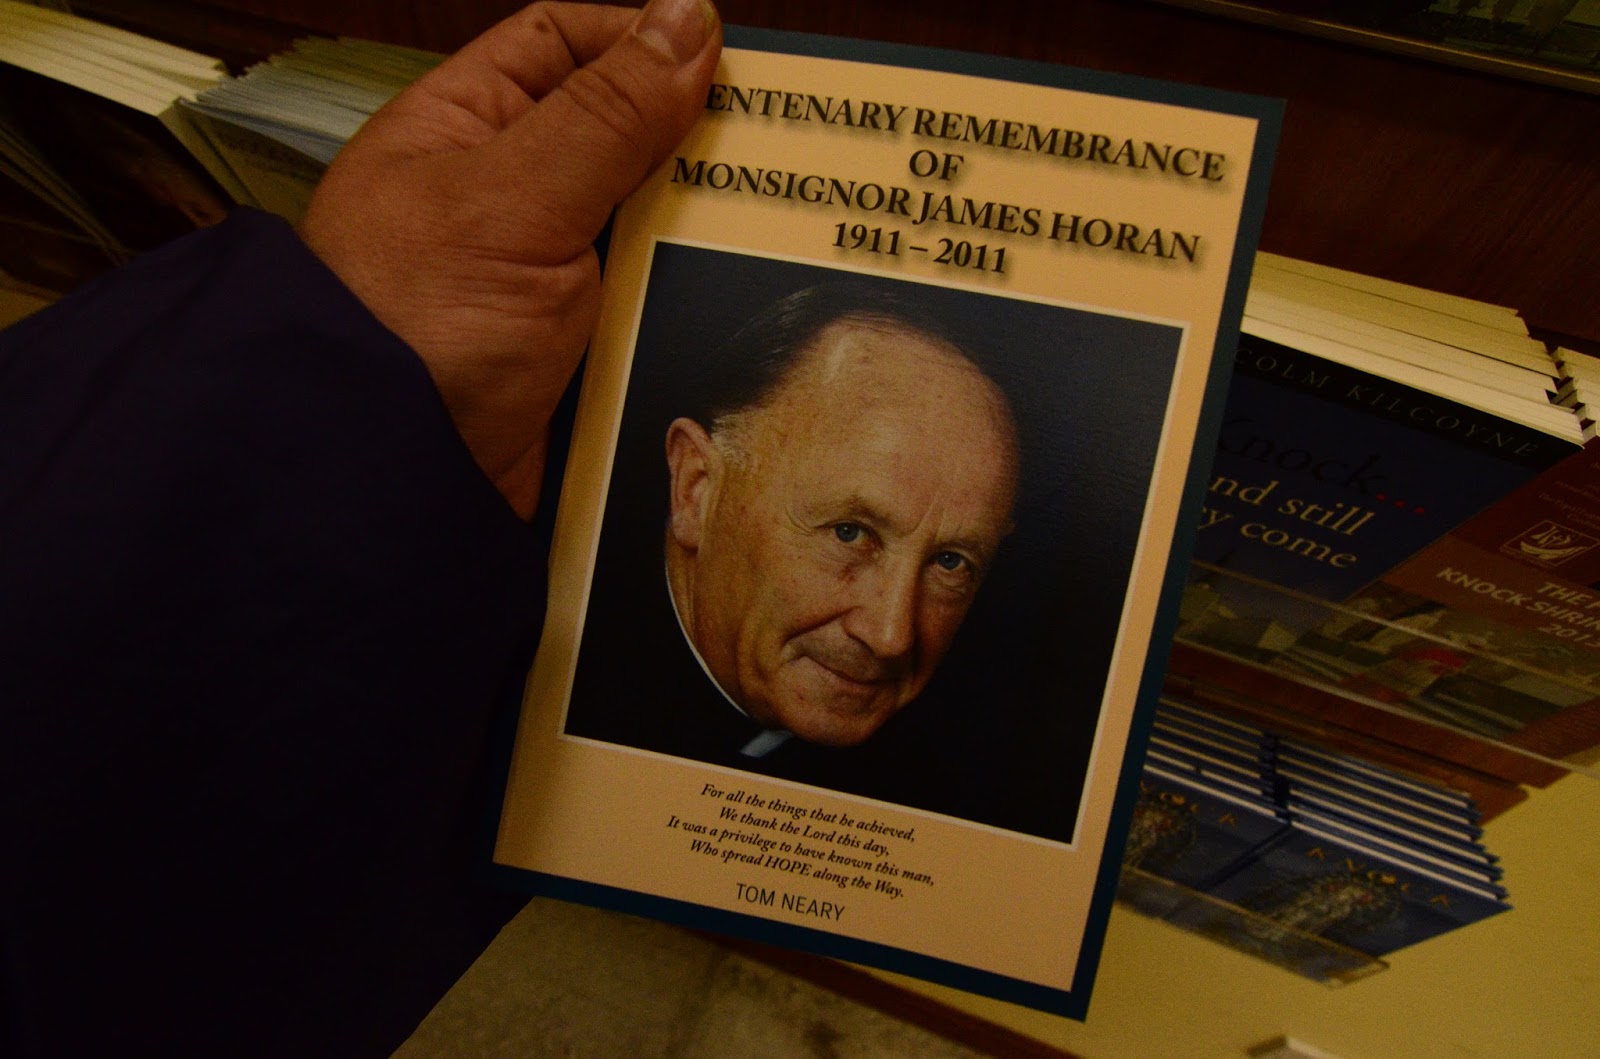 ENTENARY REMEMBRANCE
OF
MONSIGNOR JAMES HORAN
1911 – 2011
For all the things that he achieved,
We thank the Lord this day,
It was a privilege to have known this man,
Who spread HOPE along the Way.
TOM NEARY
COLM KILCOYNE
Knock...
and still
come
KNOCK SHRIN
KNOCK